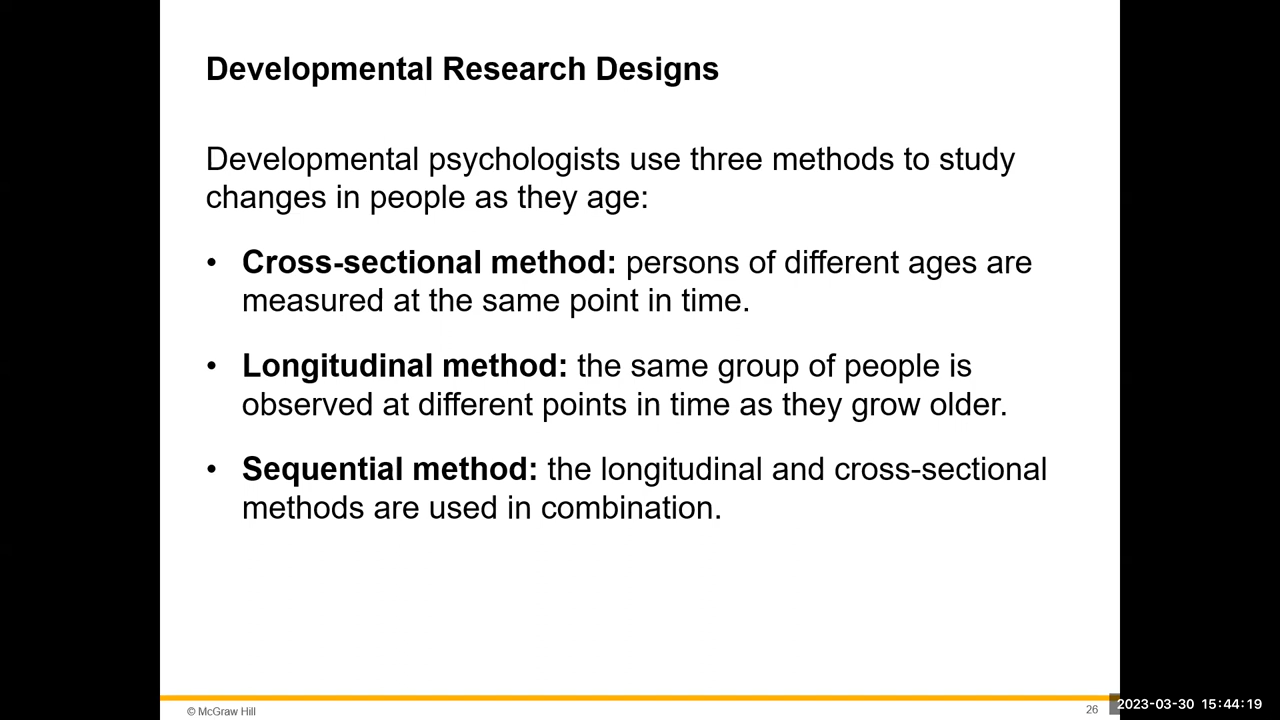 Developmental Research Designs
Developmental psychologists use three methods to study
changes in people as they age:
• Cross-sectional method: persons of different ages are
measured at the same point in time.
• Longitudinal method: the same group of people is
observed at different points in time as they grow older.
• Sequential method: the longitudinal and cross-sectional
methods are used in combination.
© McGraw Hill
26
2023-03-30 15:44:19